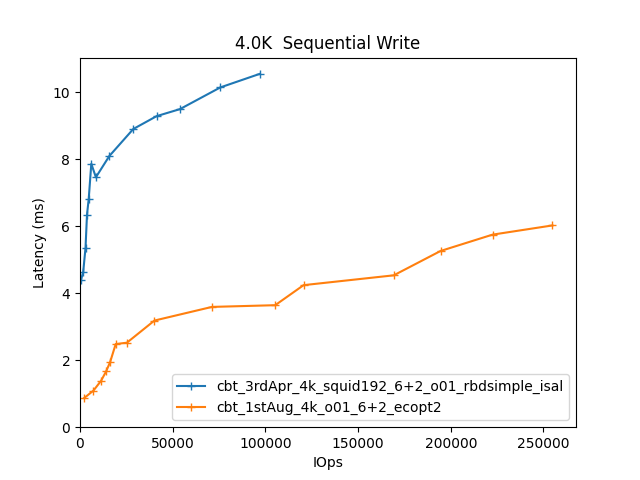 4.0K  Sequential Write
Latency (ms)
10
8
6
4
2
0
cbt_3rdApr_4k_squid192_6+2_o01_rbdsimple_isal
cbt_1stAug_4k_o01_6+2_ecopt2
0 50000 100000 150000 200000 250000
IOps